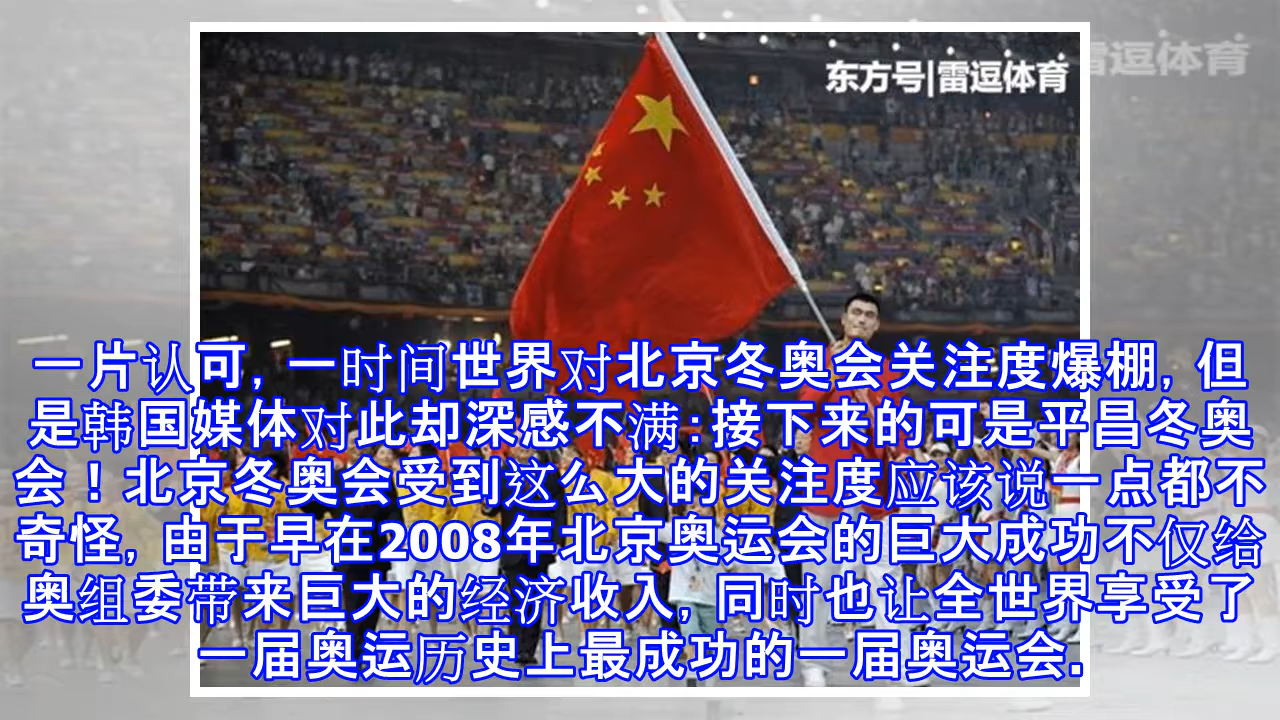 东方号|雷逗体育
雷逗体育
一片认可, 一时间世界对北京冬奥会关注度爆棚, 但
是韩国媒体对此却深感不满:接下来的可是平昌冬奥
会！北京冬奥会受到这么大的关注度应该说一点都不
奇怪, 由于早在2008年北京奥运会的巨大成功不仅给
奥组委带来巨大的经济收入, 同时也让全世界享受了
一届奥运历史上最成功的一届奥运会.